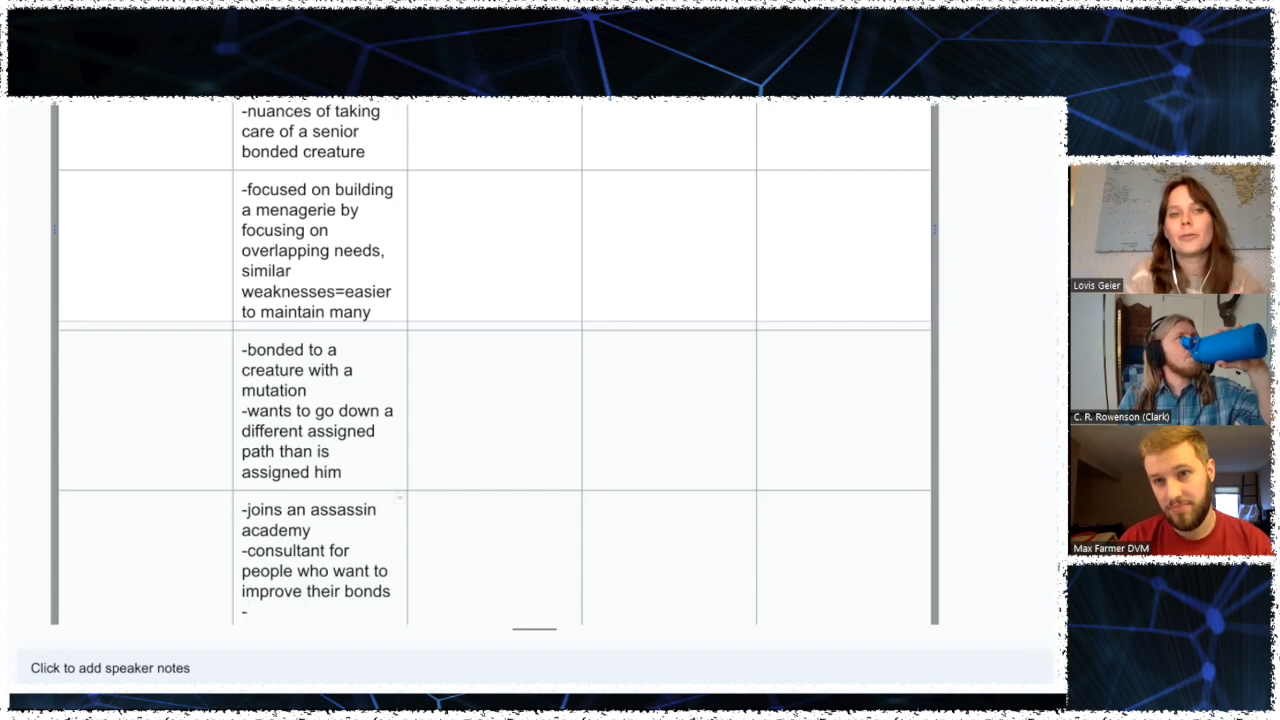 -nuances of taking
care of a senior
bonded creature
-focused on building
a menagerie by
focusing on
overlapping needs,
similar
weaknesses=easier
to maintain many
-bonded to a
creature with a
mutation
-wants to go down a
different assigned
path than is
assigned him
-joins an assassin
academy
-consultant for
people who want to
improve their bonds
-
Click to add speaker notes
Lovis Geier
C. R. Rowenson (Clark)
Max Farmer DVM